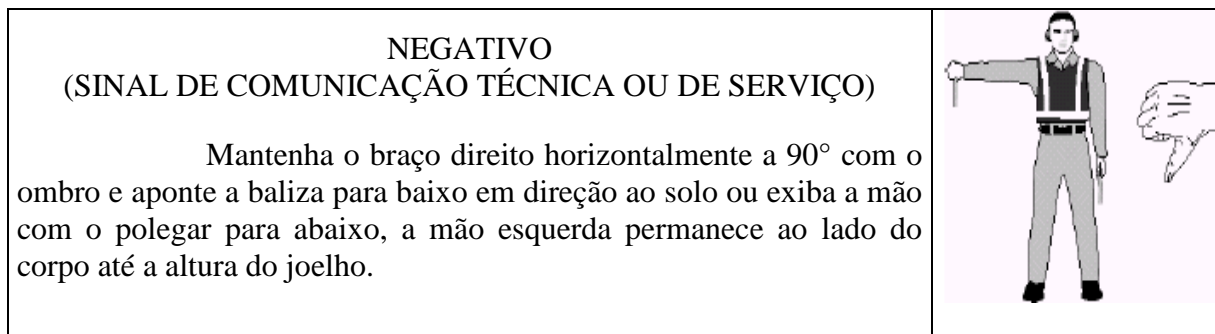 NEGATIVO
(SINAL DE COMUNICAÇÃO TÉCNICA OU DE SERVIÇO)
Mantenha o braço direito horizontalmente a 90° com o
ombro e aponte a baliza para baixo em direção ao solo ou exiba a mão
com o polegar para abaixo, a mão esquerda permanece ao lado do
corpo até a altura do joelho.